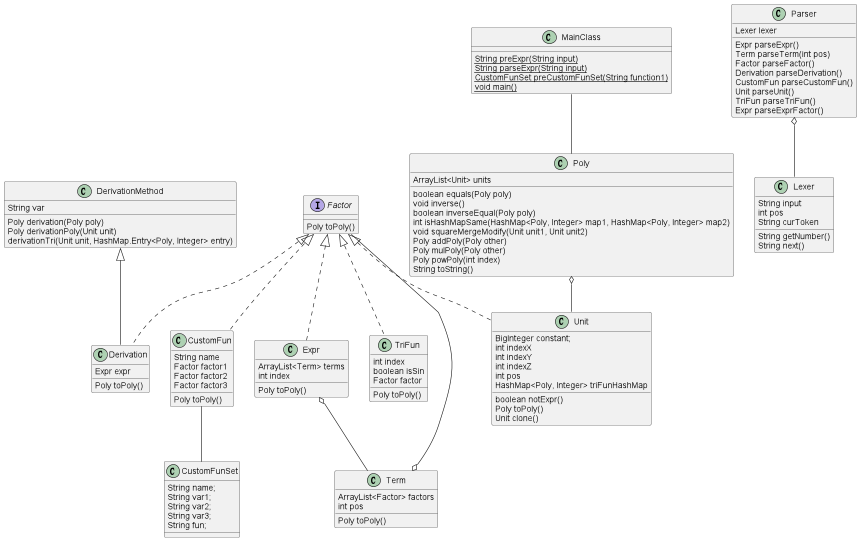 C MainClass
String preExpr(String input)
String parseExpr(String input)
CustomFunSet preCustomFunSet(String function1)
void main()
C Parser
Lexer lexer
Expr parseExpr()
Term parseTerm(int pos)
Factor parseFactor()
Derivation parseDerivation()
CustomFun parseCustomFun()
Unit parseUnit()
TriFun parseTriFun()
Expr parseExprFactor()
C DerivationMethod
String var
Poly derivation(Poly poly)
Poly derivationPoly(Unit unit)
derivationTri(Unit unit, HashMap.Entry<Poly, Integer> entry)
I Factor
Poly toPoly()
C Poly
ArrayList<Unit> units
boolean equals(Poly poly)
void inverse()
boolean inverseEqual(Poly poly)
int isHashMapSame(HashMap<Poly, Integer> map1, HashMap<Poly, Integer> map2)
void squareMergeModify(Unit unit1, Unit unit2)
Poly addPoly(Poly other)
Poly mulPoly(Poly other)
Poly powPoly(int index)
String toString()
C Lexer
String input
int pos
String curToken
String getNumber()
String next()
C Derivation
Expr expr
Poly toPoly()
C CustomFun
String name
Factor factor1
Factor factor2
Factor factor3
Poly toPoly()
C Expr
ArrayList<Term> terms
int index
Poly toPoly()
C TriFun
int index
boolean isSin
Factor factor
Poly toPoly()
C Unit
BigInteger constant;
int indexX
int indexY
int indexZ
int pos
HashMap<Poly, Integer> triFunHashMap
boolean notExpr()
Poly toPoly()
Unit clone()
C CustomFunSet
String name;
String var1;
String var2;
String var3;
String fun;
C Term
ArrayList<Factor> factors
int pos
Poly toPoly()